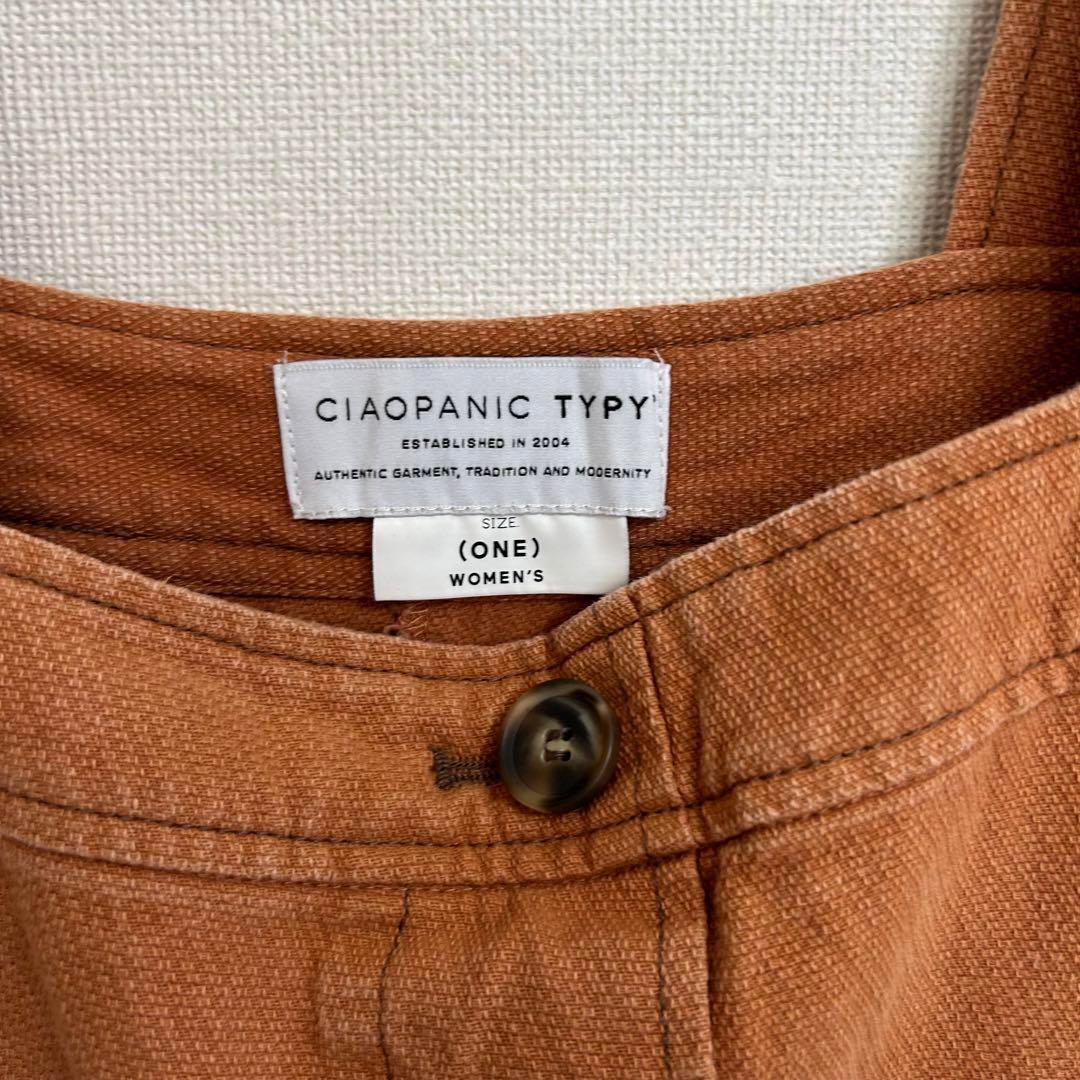 CIAOPANIC TYPY
ESTABLISHED IN 2004
AUTHENTIC GARMENT, TRADITION AND MODERNITY
SIZE
(ONE)
WOMEN'S